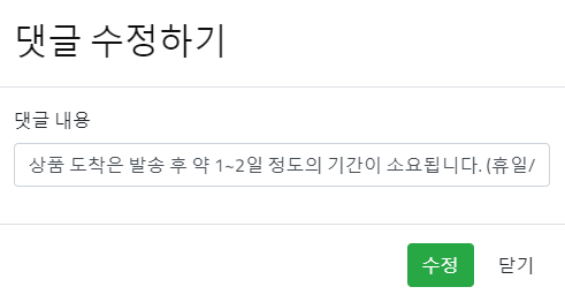 댓글 수정하기
댓글 내용
상품 도착은 발송 후 약 1~2일 정도의 기간이 소요됩니다. (휴일/
수정 닫기